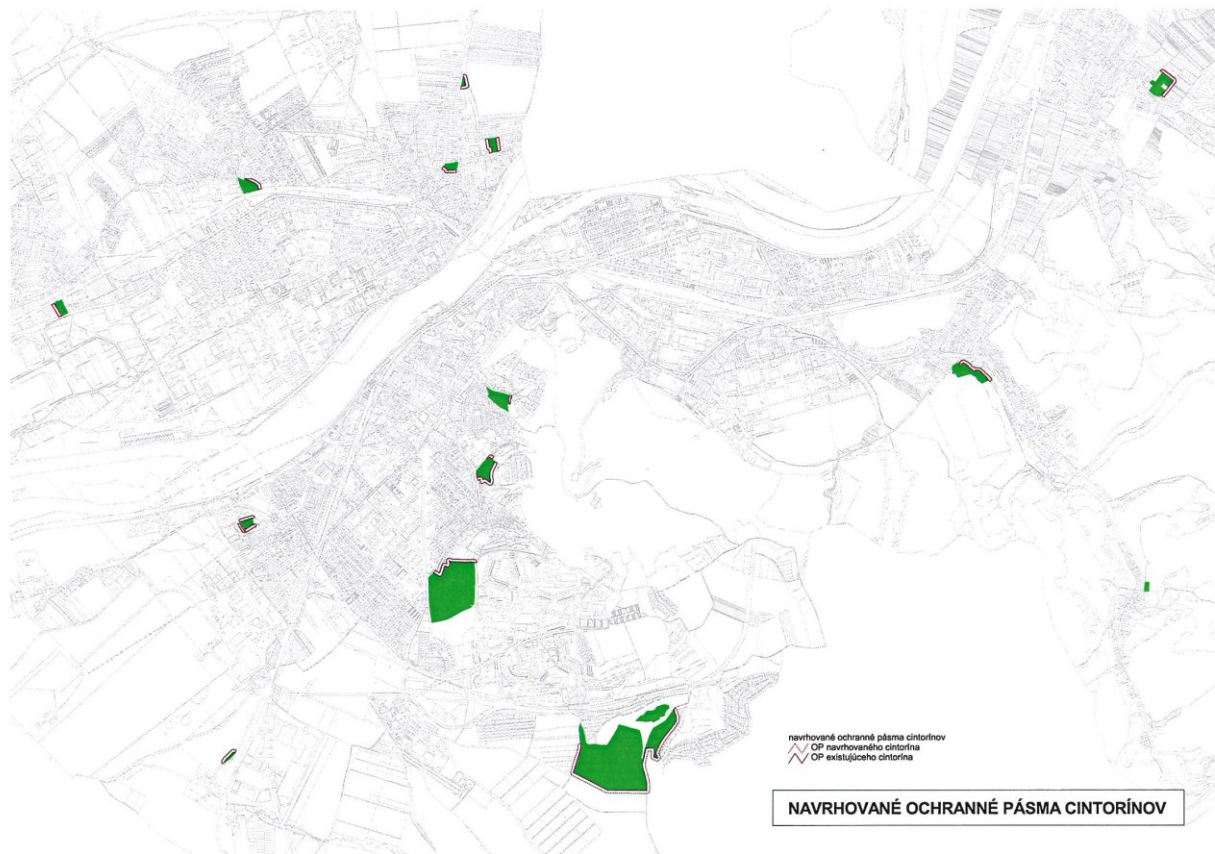 navrhované ochranné pásma cintorínov
OP navrhovaného cintorína
OP existujúceho cintorína
NAVRHOVANÉ OCHRANNÉ PÁSMA CINTORÍNOV